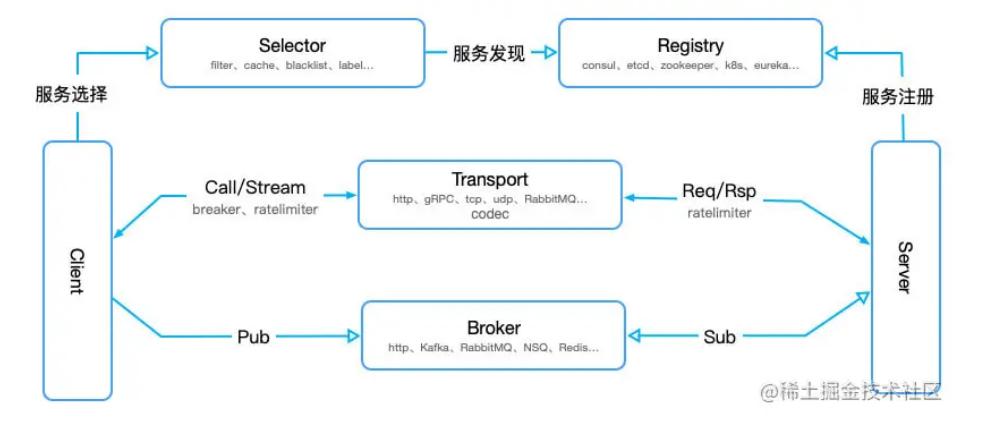 Selector
filter、cache、blacklist、label...
服务发现
Registry
consul、etcd、zookeeper、k8s、eureka...
服务选择
服务注册
Call/Stream
breaker、ratelimiter
Transport
http、gRPC、tcp、udp、RabbitMQ...
codec
Req/Rsp
ratelimiter
Client
Server
Pub
Broker
http、Kafka、RabbitMQ、NSQ、Redis...
Sub
@稀土掘金技术社区